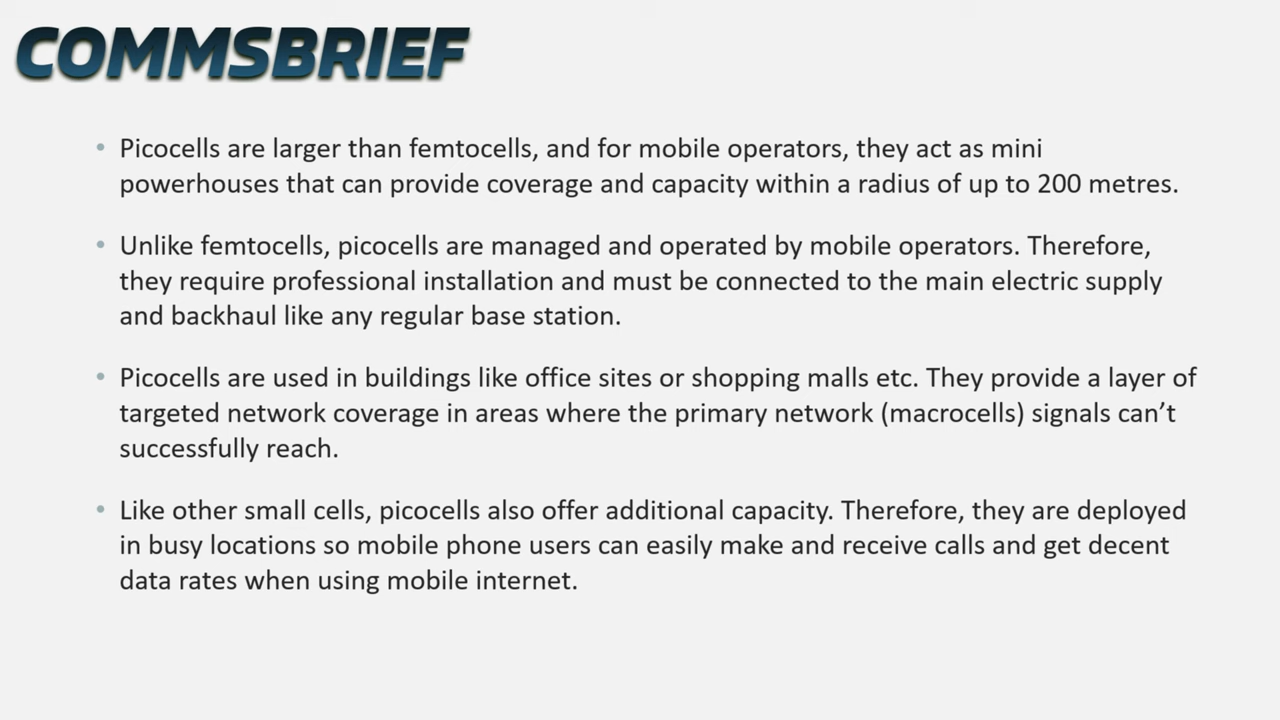 COMMSBRIEF
• Picocells are larger than femtocells, and for mobile operators, they act as mini
powerhouses that can provide coverage and capacity within a radius of up to 200 metres.
• Unlike femtocells, picocells are managed and operated by mobile operators. Therefore,
they require professional installation and must be connected to the main electric supply
and backhaul like any regular base station.
• Picocells are used in buildings like office sites or shopping malls etc. They provide a layer of
targeted network coverage in areas where the primary network (macrocells) signals can’t
successfully reach.
• Like other small cells, picocells also offer additional capacity. Therefore, they are deployed
in busy locations so mobile phone users can easily make and receive calls and get decent
data rates when using mobile internet.